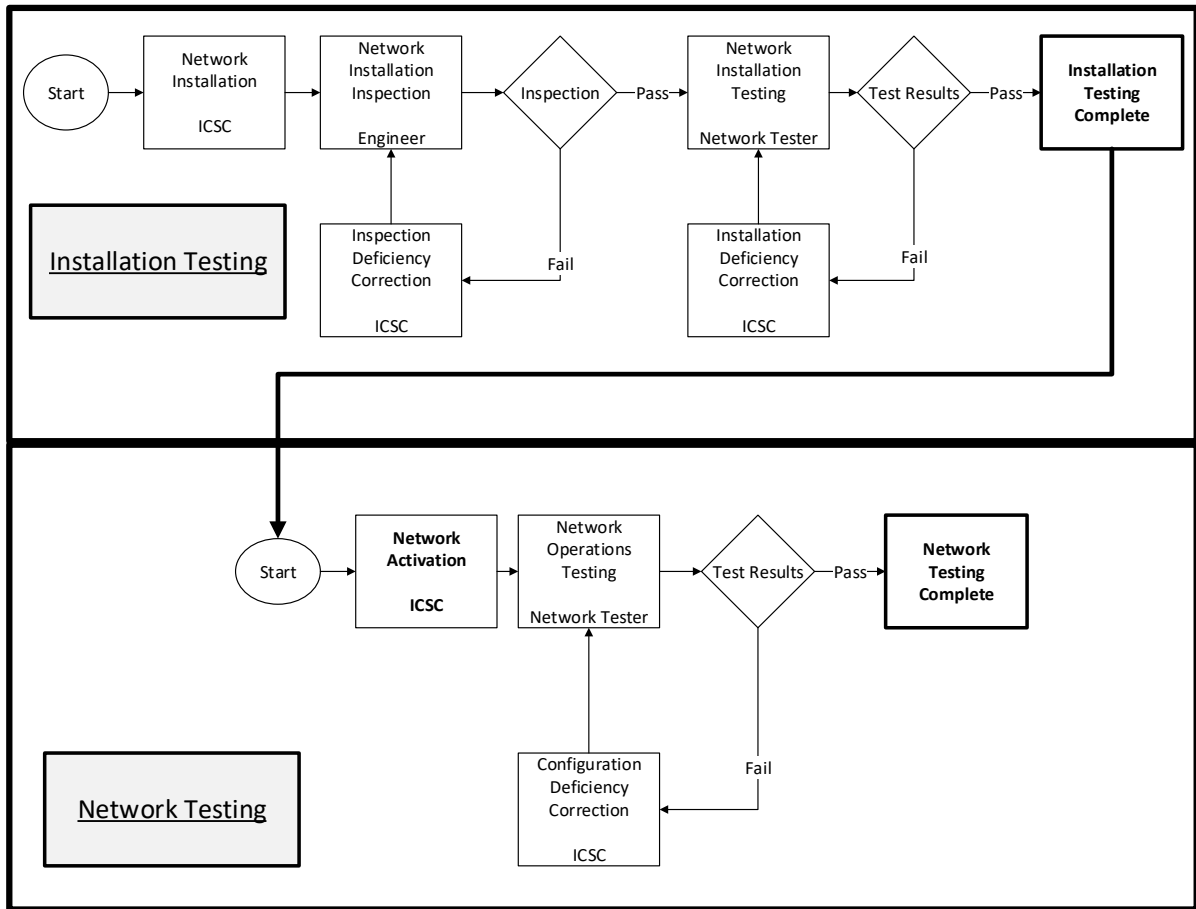 Start
Network
Installation
ICSC
Network
Installation
Inspection
Engineer
Inspection
Pass
Network
Installation
Testing
Network Tester
Test Results
Pass
Installation
Testing
Complete
Installation Testing
Inspection
Deficiency
Correction
ICSC
Fail
Installation
Deficiency
Correction
ICSC
Fail
Start
Network
Activation
ICSC
Network
Operations
Testing
Network Tester
Test Results
Pass
Network
Testing
Complete
Network Testing
Configuration
Deficiency
Correction
ICSC
Fail